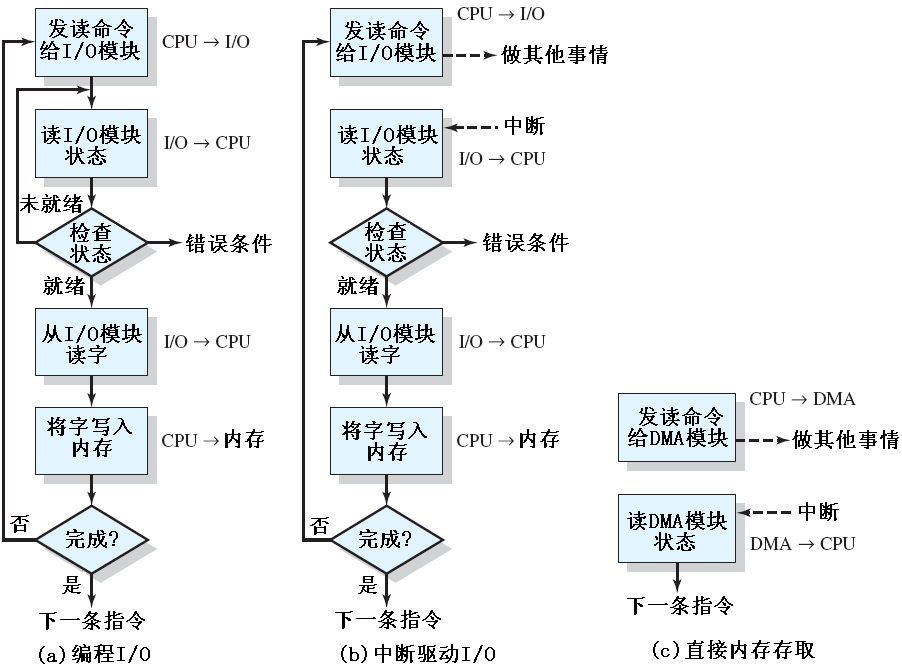 发读命令
给I/O模块
CPU → I/O
读I/O模块
状态
I/O → CPU
未就绪
检查
状态
错误条件
就绪
从I/O模块
读字
I/O → CPU
将字写入
内存
CPU → 内存
否
完成?
是
下一条指令
(a)编程I/O
发读命令
给I/O模块
CPU → I/O
做其他事情
读I/O模块
状态
中断
I/O → CPU
检查
状态
错误条件
就绪
从I/O模块
读字
I/O → CPU
将字写入
内存
CPU → 内存
否
完成?
是
下一条指令
(b)中断驱动I/O
发读命令
给DMA模块
CPU → DMA
做其他事情
读DMA模块
状态
中断
DMA → CPU
下一条指令
(c)直接内存存取